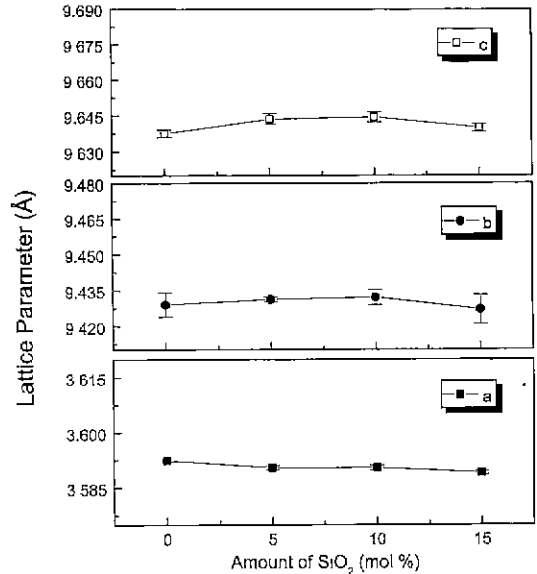 9.690
9 675
9 660
9.645
9 630
c
9.480
9.465
9.450
9.435
9 420
b
3 615
3.600
3 585
a
0 5 10 15
Amount of SiO₂ (mol %)
Lattice Parameter (Å)